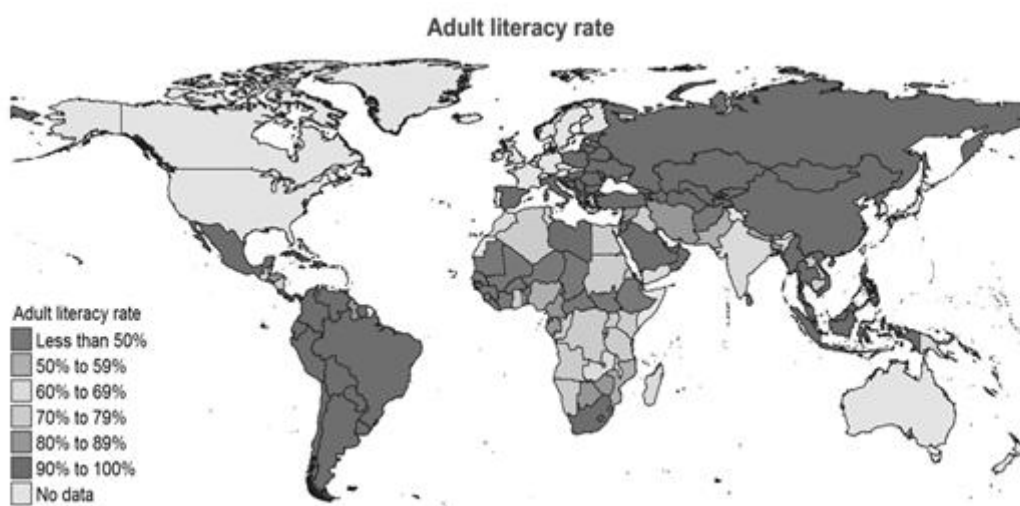 Adult literacy rate
Adult literacy rate
Less than 50%
50% to 59%
60% to 69%
70% to 79%
80% to 89%
90% to 100%
No data